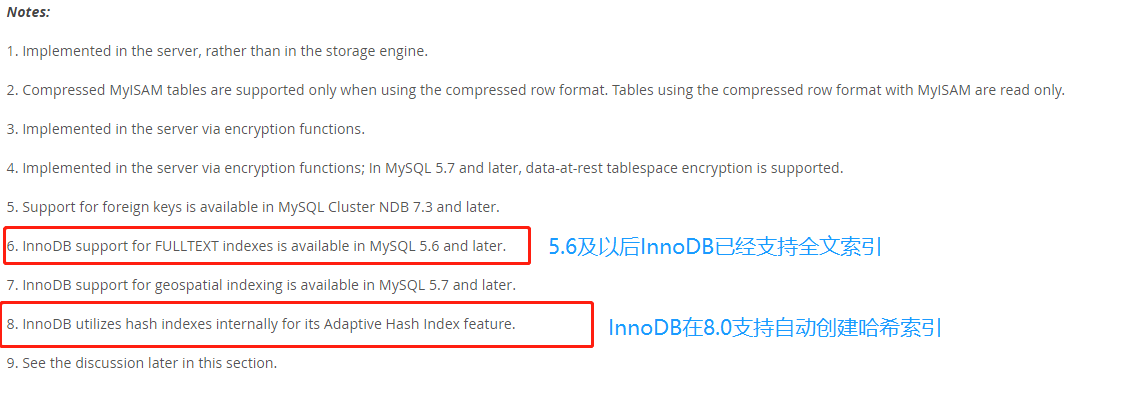 Notes:
1. Implemented in the server, rather than in the storage engine.
2. Compressed MyISAM tables are supported only when using the compressed row format. Tables using the compressed row format with MyISAM are read only.
3. Implemented in the server via encryption functions.
4. Implemented in the server via encryption functions; In MySQL 5.7 and later, data-at-rest tablespace encryption is supported.
5. Support for foreign keys is available in MySQL Cluster NDB 7.3 and later.
6. InnoDB support for FULLTEXT indexes is available in MySQL 5.6 and later. 5.6及以后InnoDB已经支持全文索引
7. InnoDB support for geospatial indexing is available in MySQL 5.7 and later.
8. InnoDB utilizes hash indexes internally for its Adaptive Hash Index feature. InnoDB在8.0支持自动创建哈希索引
9. See the discussion later in this section.